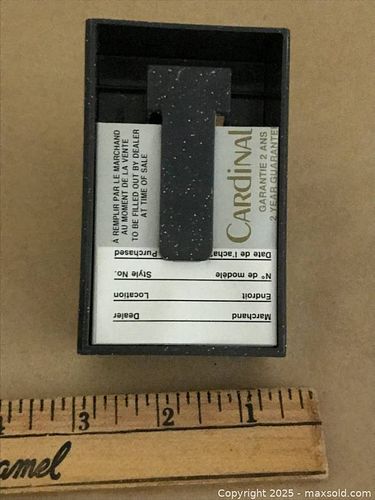 CARDINAL
GARANTIE 2 ANS
2 YEAR GUARANTEE
À REMPLIR PAR LE MARCHAND
AU MOMENT DE LA VENTE
TO BE FILLED OUT BY DEALER
AT TIME OF SALE
Marchand Dealer
Endroit Location
N° de modèle Style No.
Date de l'acha Purchased
4 3 2 1
amel
Copyright 2025 - maxsold.com